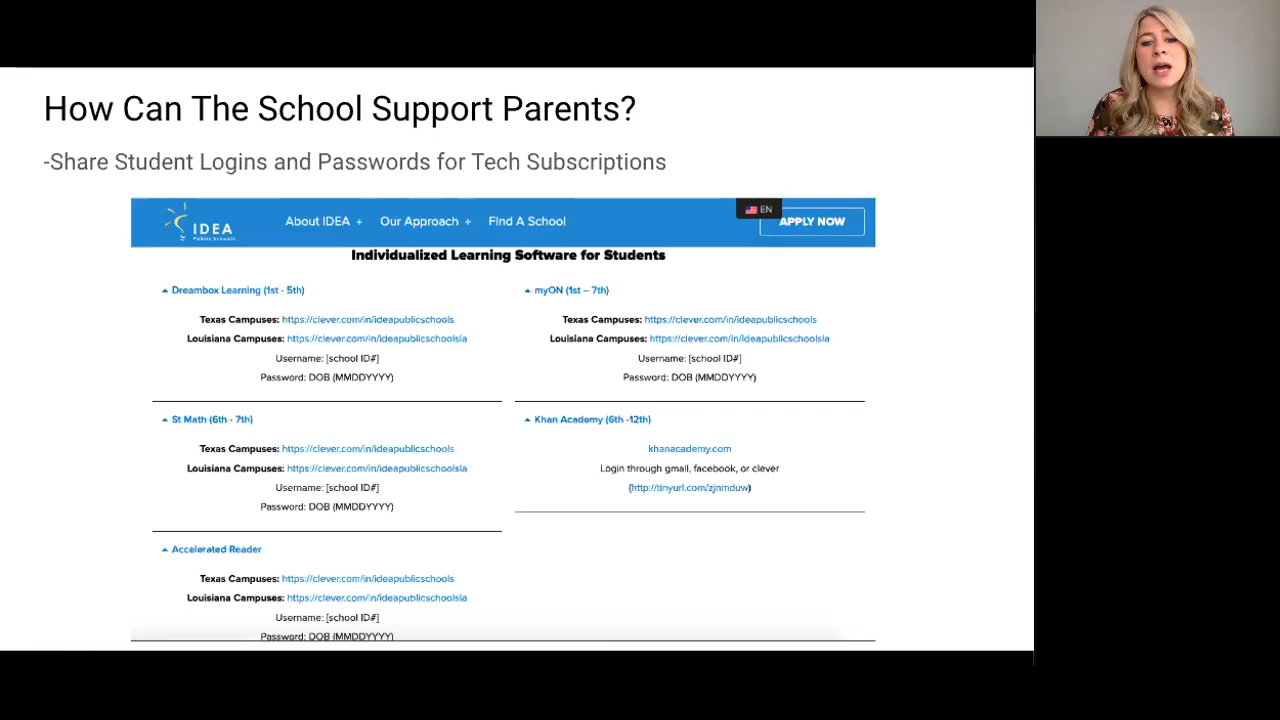 How Can The School Support Parents?
-Share Student Logins and Passwords for Tech Subscriptions
IDEA
Public Schools
About IDEA +
Our Approach +
Find A School
EN
APPLY NOW
Individualized Learning Software for Students
Dreambox Learning (1st - 5th)
Texas Campuses: https://clever.com/in/ideapublicschools
Louisiana Campuses: https://clever.com/in/ideapublicschoolsla
Username: [school ID#]
Password: DOB (MMDDYYYY)
myON (1st – 7th)
Texas Campuses: https://clever.com/in/ideapublicschools
Louisiana Campuses: https://clever.com/in/ideapublicschoolsla
Username: [school ID#]
Password: DOB (MMDDYYYY)
St Math (6th - 7th)
Texas Campuses: https://clever.com/in/ideapublicschools
Louisiana Campuses: https://clever.com/in/ideapublicschoolsla
Username: [school ID#]
Password: DOB (MMDDYYYY)
Khan Academy (6th -12th)
khanacademy.com
Login through gmail, facebook, or clever
(http://tinyurl.com/zjnmduw)
Accelerated Reader
Texas Campuses: https://clever.com/in/ideapublicschools
Louisiana Campuses: https://clever.com/in/ideapublicschoolsla
Username: [school ID#]
Password: DOB (MMDDYYYY)